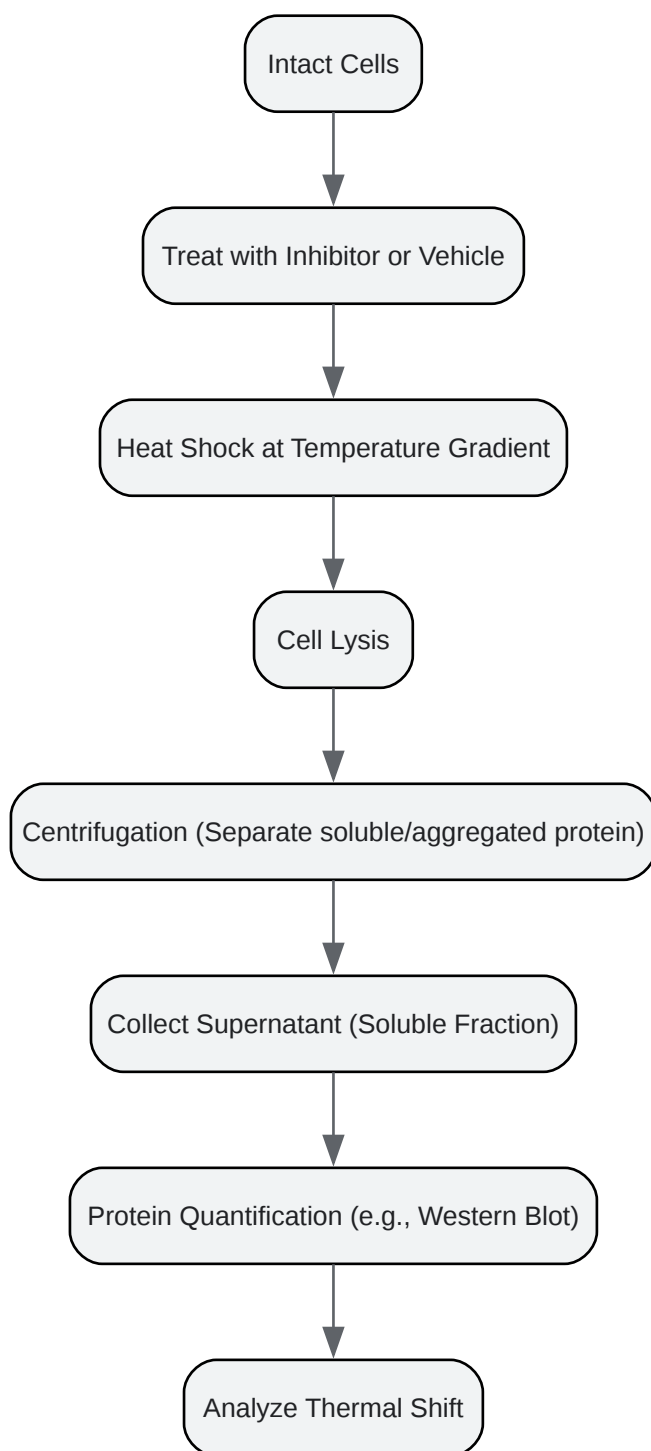 Intact Cells
Treat with Inhibitor or Vehicle
Heat Shock at Temperature Gradient
Cell Lysis
Centrifugation (Separate soluble/aggregated protein)
Collect Supernatant (Soluble Fraction)
Protein Quantification (e.g., Western Blot)
Analyze Thermal Shift